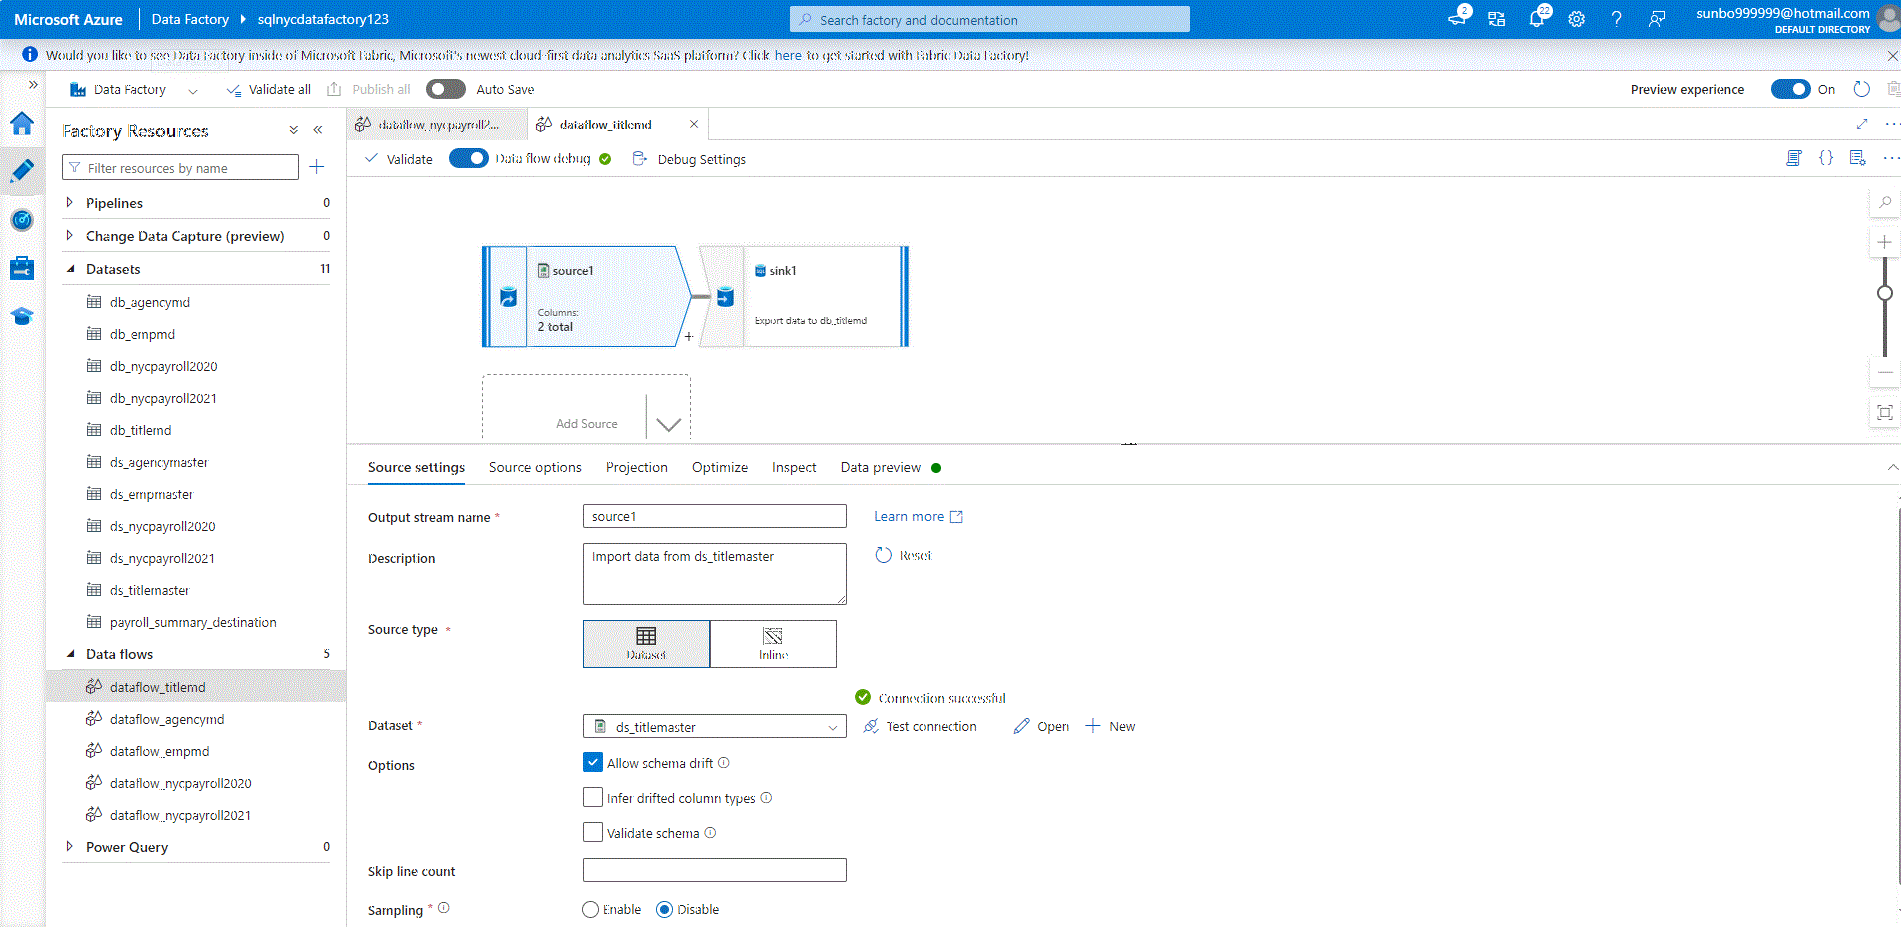 Microsoft Azure
Data Factory
sqlnycdatafactory123
Search factory and documentation
2
22
sunbo999999@hotmail.com
DEFAULT DIRECTORY
Would you like to see Data Factory inside of Microsoft Fabric, Microsoft's newest cloud-first data analytics SaaS platform? Click here to get started with Fabric Data Factory!
Data Factory
Validate all
Publish all
Auto Save
Preview experience
On
Factory Resources
dataflow_nycpayroll2...
dataflow_titlemd
Filter resources by name
Validate
Data flow debug
Debug Settings
Pipelines 0
Change Data Capture (preview) 0
Datasets 11
db_agencymd
db_empmd
db_nycpayroll2020
db_nycpayroll2021
db_titlemd
ds_agencymaster
ds_empmaster
ds_nycpayroll2020
ds_nycpayroll2021
ds_titlemaster
payroll_summary_destination
Data flows 5
dataflow_titlemd
dataflow_agencymd
dataflow_empmd
dataflow_nycpayroll2020
dataflow_nycpayroll2021
Power Query 0
source1
Columns:
2 total
SQL
sink1
Export data to db_titlemd
Add Source
Source settings
Source options
Projection
Optimize
Inspect
Data preview
Output stream name *
source1
Learn more
Description
Import data from ds_titlemaster
Reset
Source type *
Dataset
Inline
Connection successful
Dataset *
ds_titlemaster
Test connection
Open
New
Options
Allow schema drift
Infer drifted column types
Validate schema
Skip line count
Sampling *
Enable
Disable